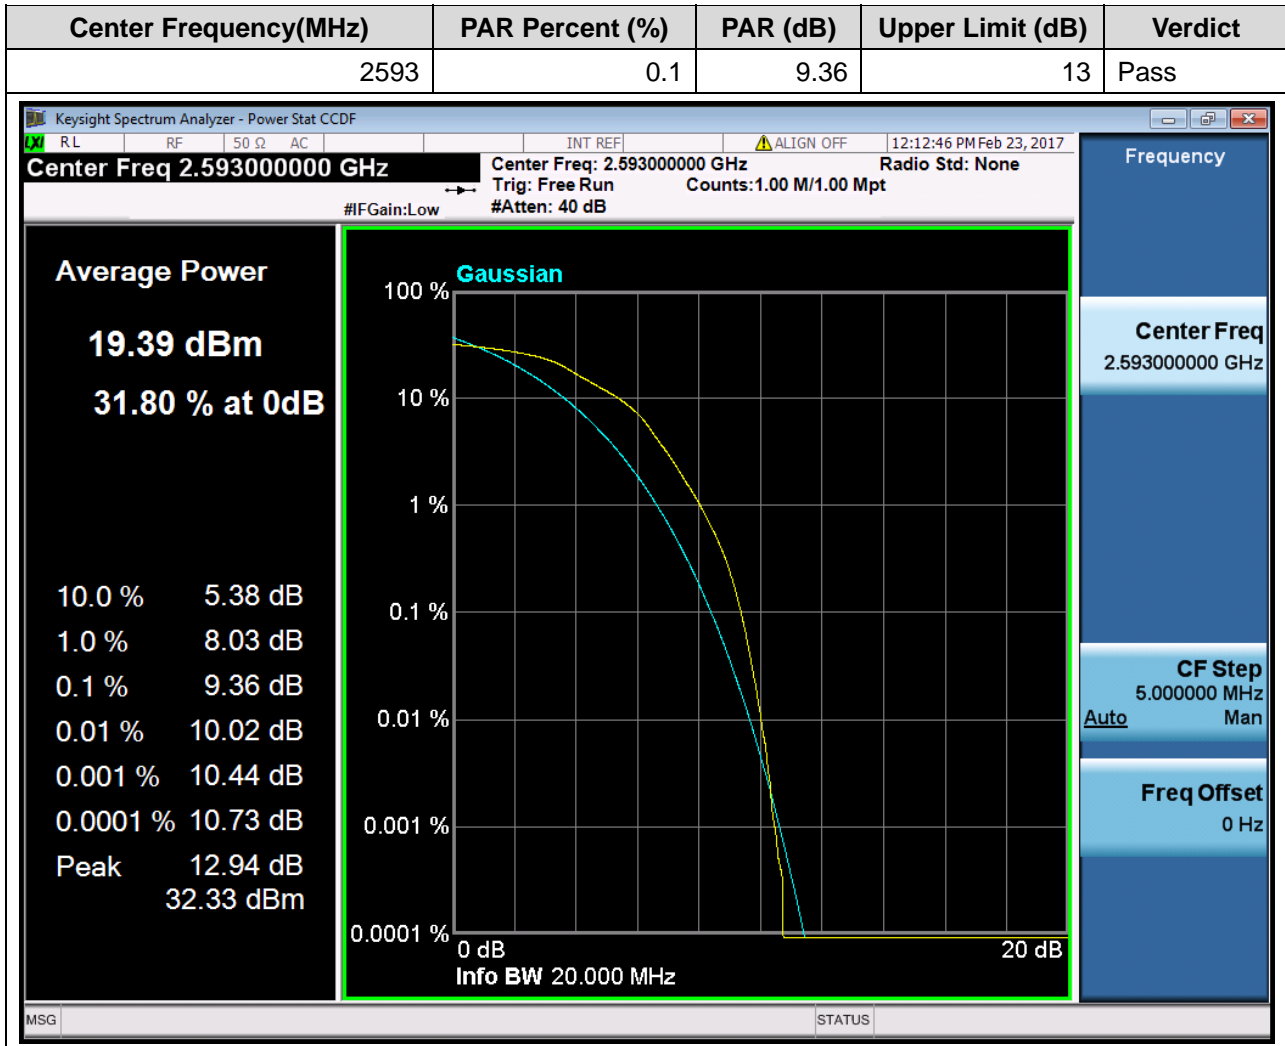 Center Frequency(MHz) PAR Percent (%) PAR (dB) Upper Limit (dB) Verdict
2593 0.1 9.36 13 Pass
Keysight Spectrum Analyzer - Power Stat CCDF
LXI RL RF 50 Ω AC INT REF ALIGN OFF 12:12:46 PM Feb 23, 2017
Center Freq 2.593000000 GHz
Center Freq: 2.593000000 GHz Radio Std: None
Trig: Free Run Counts:1.00 M/1.00 Mpt
#IFGain:Low #Atten: 40 dB
Average Power
19.39 dBm
31.80 % at 0dB
10.0 % 5.38 dB
1.0 % 8.03 dB
0.1 % 9.36 dB
0.01 % 10.02 dB
0.001 % 10.44 dB
0.0001 % 10.73 dB
Peak 12.94 dB
32.33 dBm
Gaussian
100 %
10 %
1 %
0.1 %
0.01 %
0.001 %
0.0001 %
0 dB 20 dB
Info BW 20.000 MHz
Frequency
Center Freq
2.593000000 GHz
CF Step
5.000000 MHz
Auto Man
Freq Offset
0 Hz
MSG STATUS